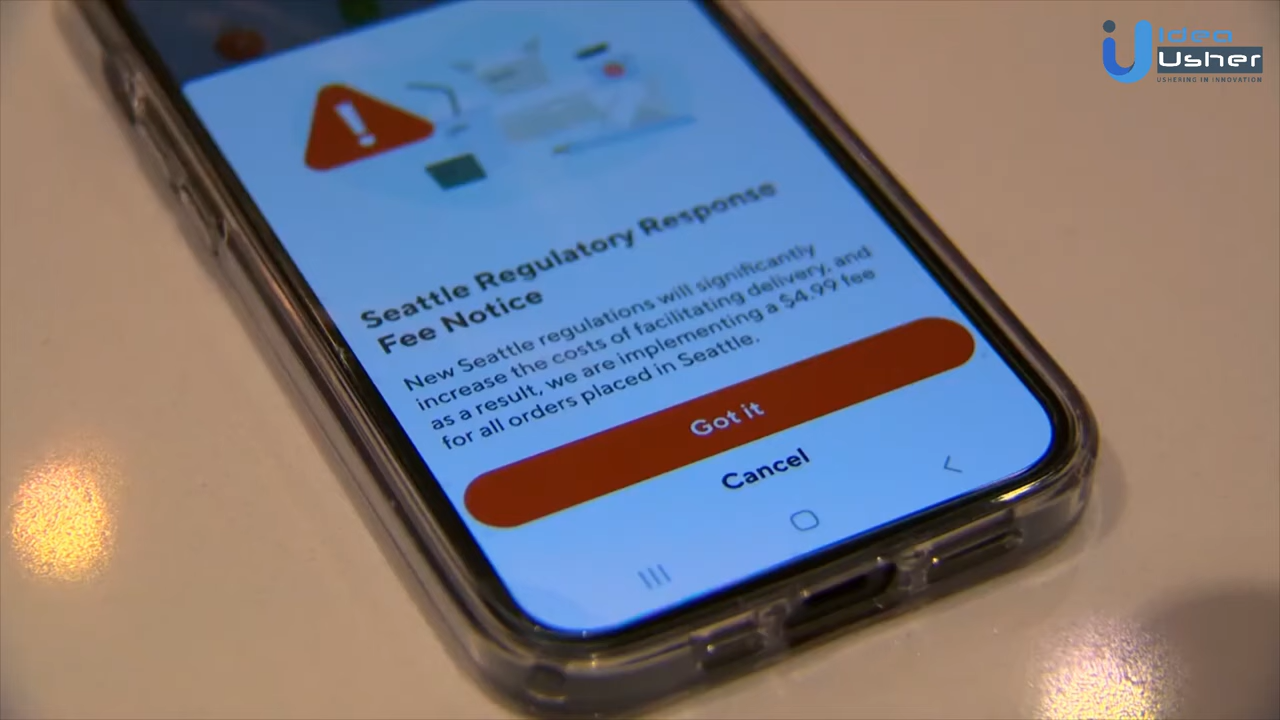 Idea
Usher
USHERING IN INNOVATION
Seattle Regulatory Response
Fee Notice
New Seattle regulations will significantly
increase the costs of facilitating delivery, and
as a result, we are implementing a $4.99 fee
for all orders placed in Seattle.
Got it
Cancel